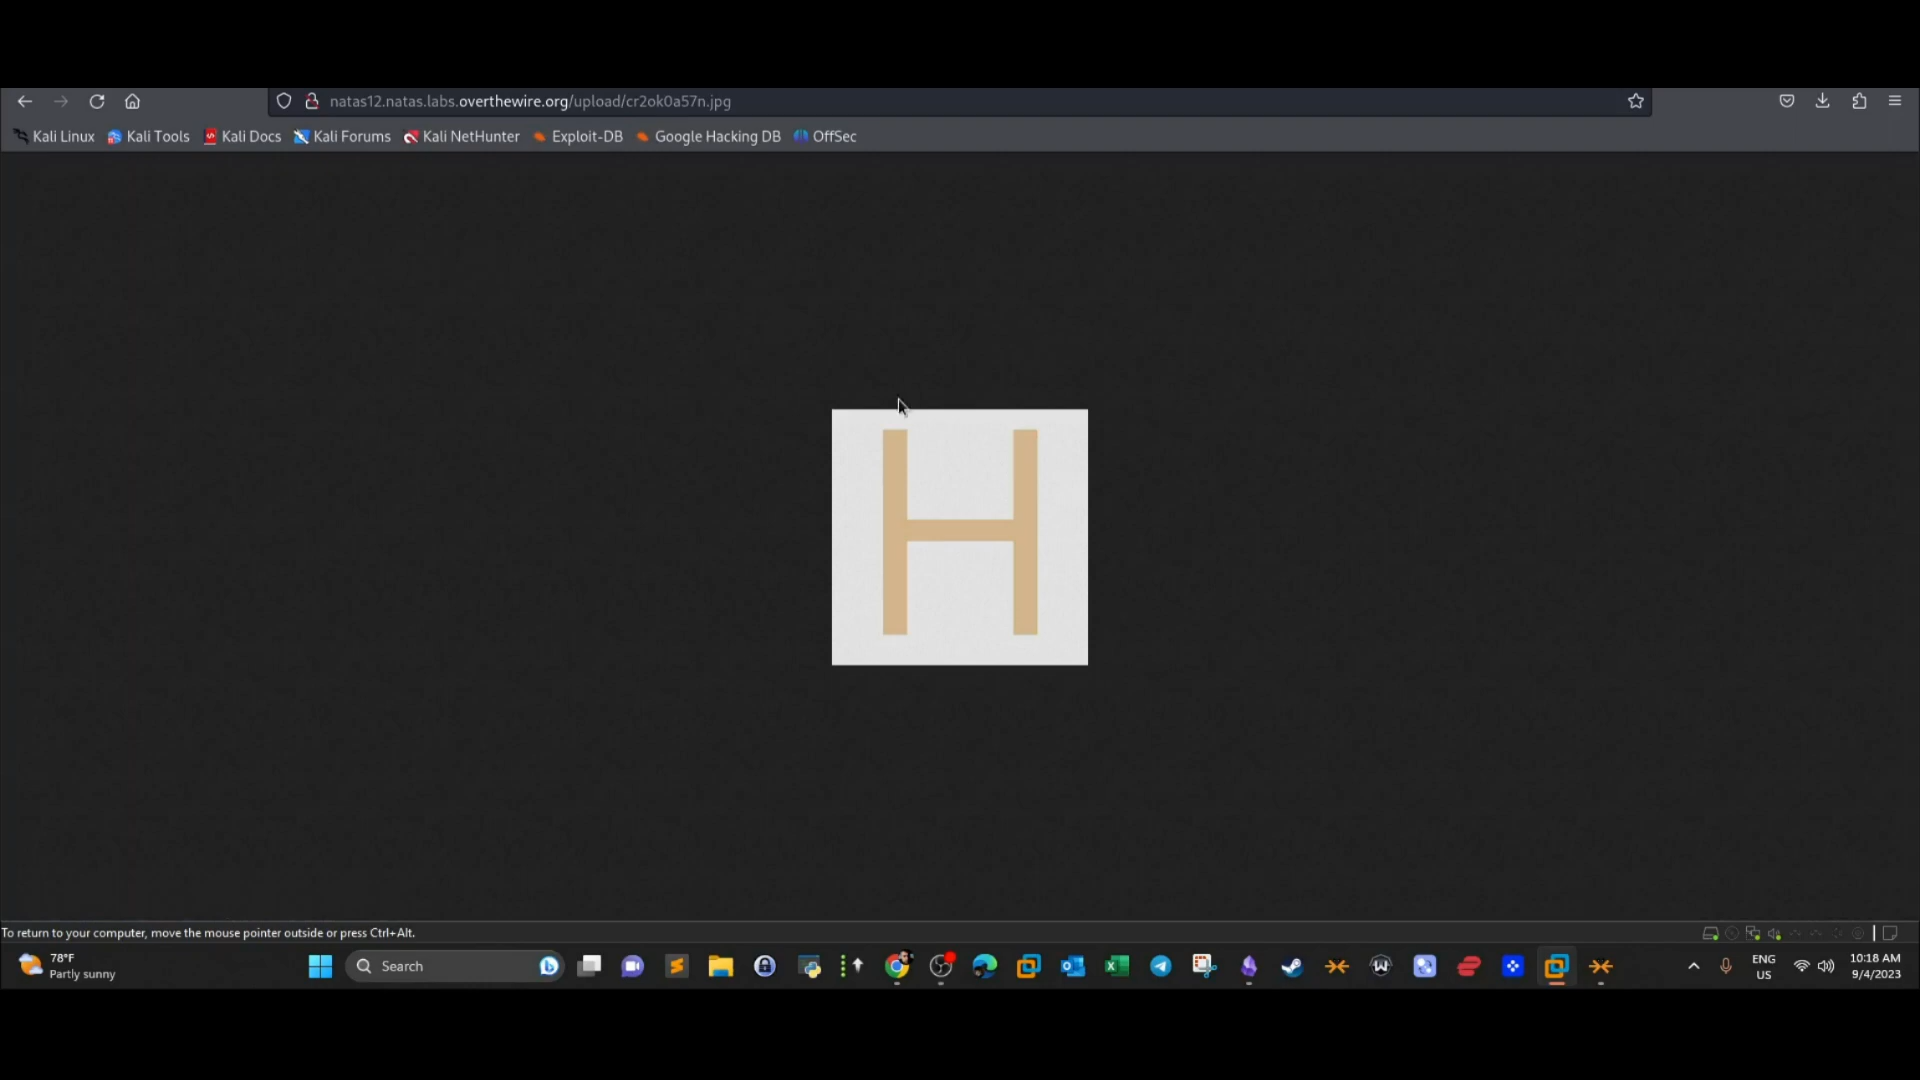 natas12.natas.labs.overthewire.org/upload/cr2ok0a57n.jpg
Kali Linux Kali Tools Kali Docs Kali Forums Kali NetHunter Exploit-DB Google Hacking DB OffSec
H
To return to your computer, move the mouse pointer outside or press Ctrl+Alt.
78°F
Partly sunny
Search
ENG
US
10:18 AM
9/4/2023